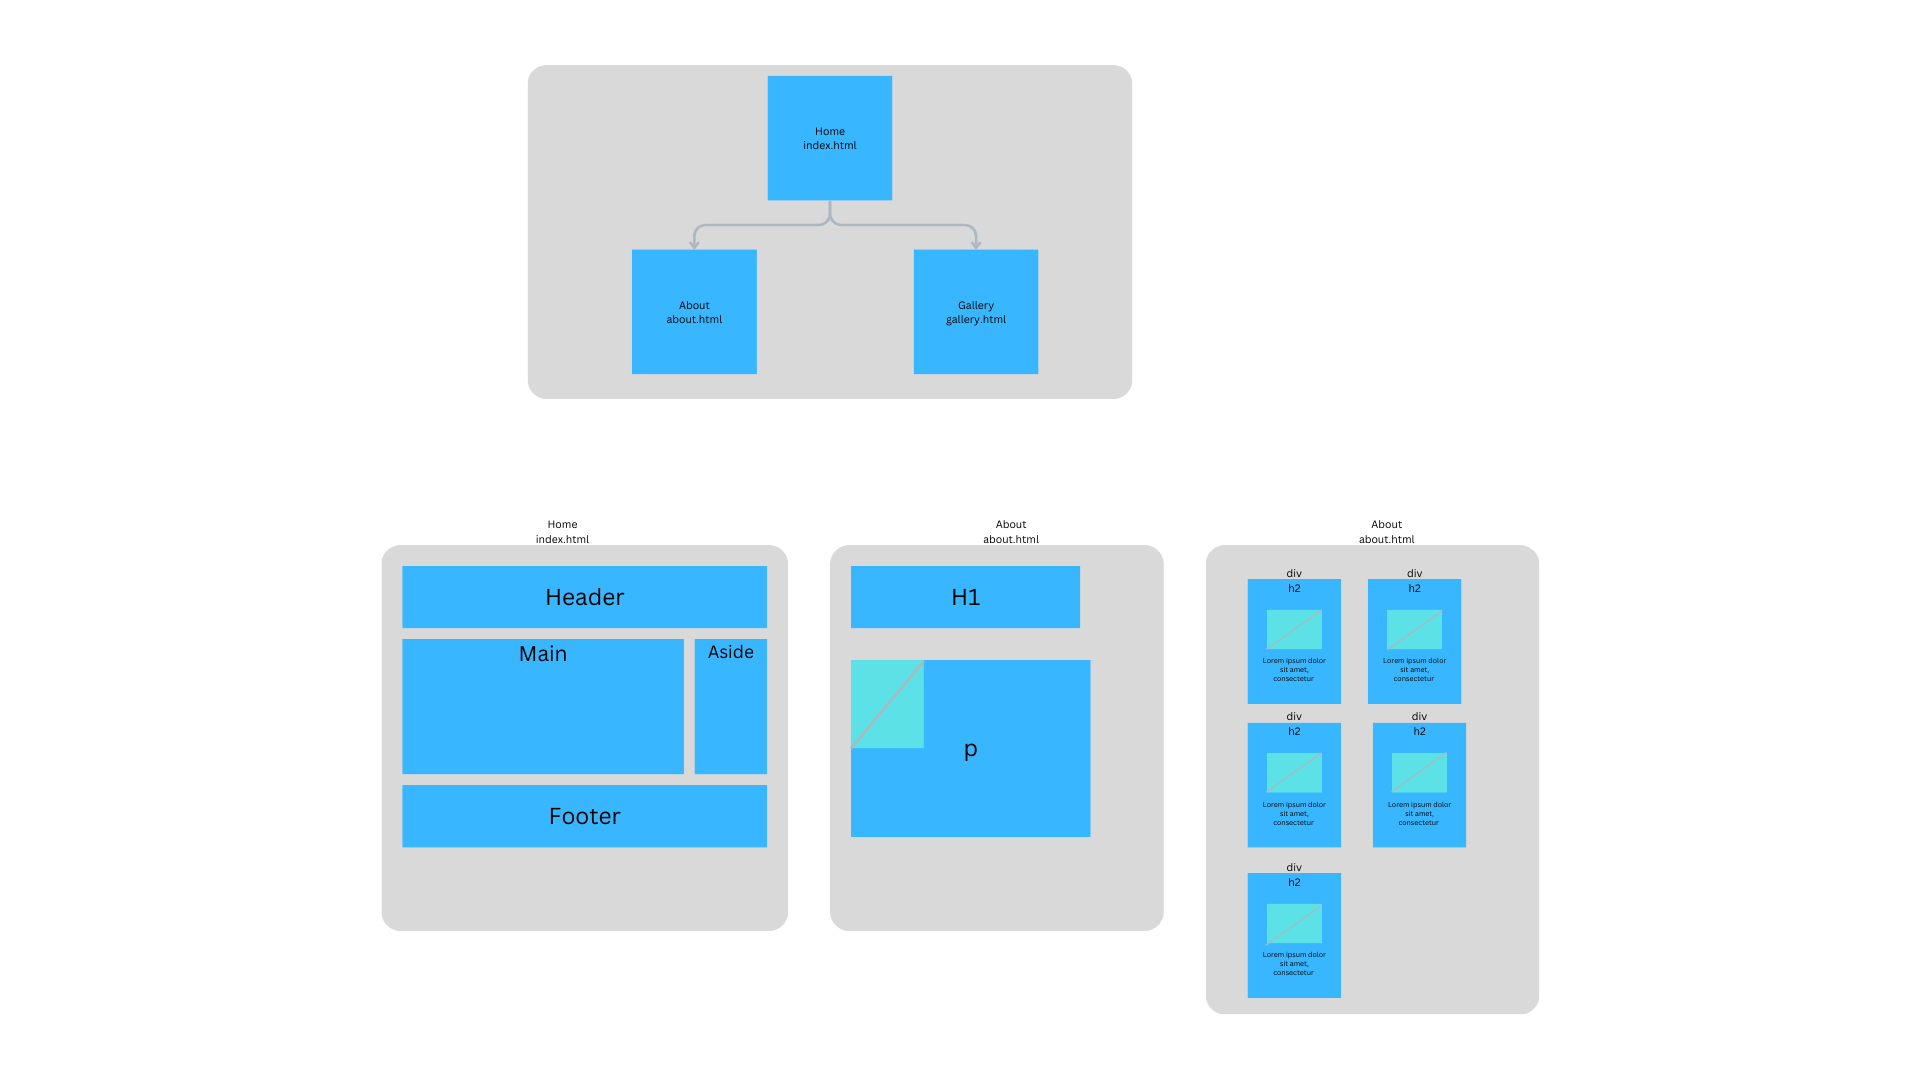 Home
index.html
About
about.html
Gallery
gallery.html
Home
index.html
Header
Main
Aside
Footer
About
about.html
H1
p
About
about.html
div
h2
Lorem ipsum dolor
sit amet,
consectetur
div
h2
Lorem ipsum dolor
sit amet,
consectetur
div
h2
Lorem ipsum dolor
sit amet,
consectetur
div
h2
Lorem ipsum dolor
sit amet,
consectetur
div
h2
Lorem ipsum dolor
sit amet,
consectetur